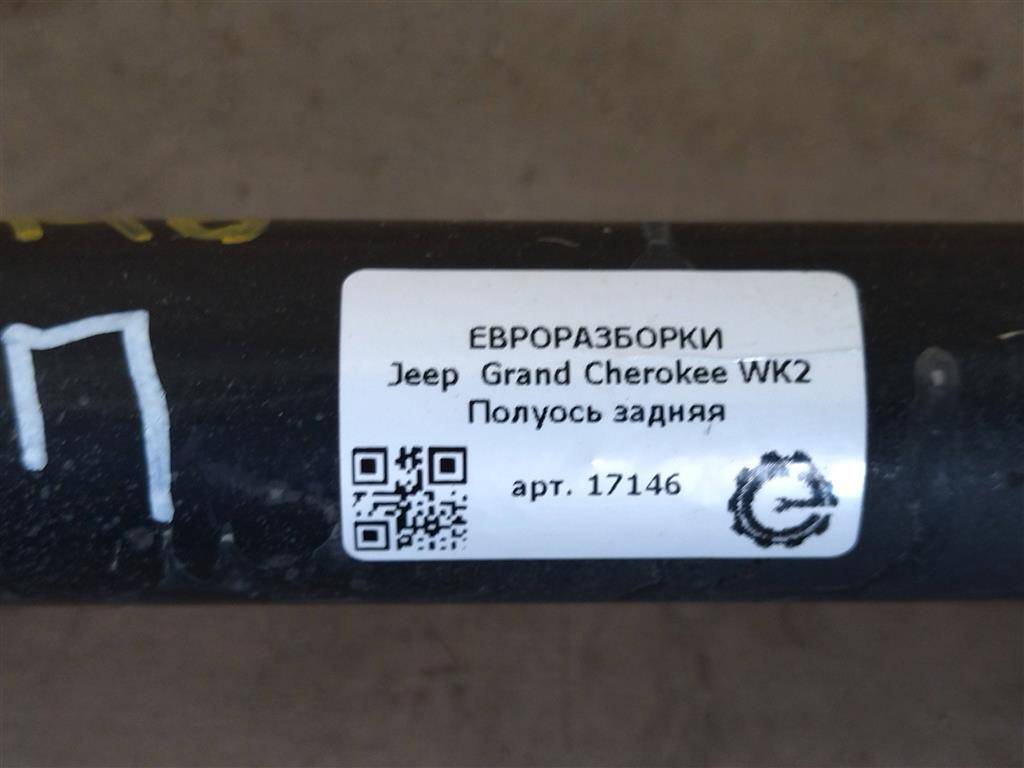 П
ЕВРОРАЗБОРКИ
Jeep Grand Cherokee WK2
Полуось задняя
арт. 17146